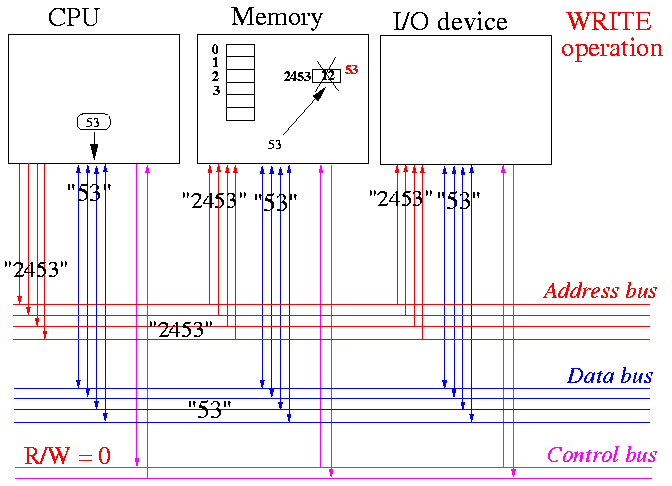 CPU
Memory
I/O device
WRITE
operation
0
1
2
3
2453
12
53
53
53
"53"
"2453"
"53"
"2453"
"53"
"2453"
Address bus
"2453"
Data bus
"53"
R/W = 0
Control bus